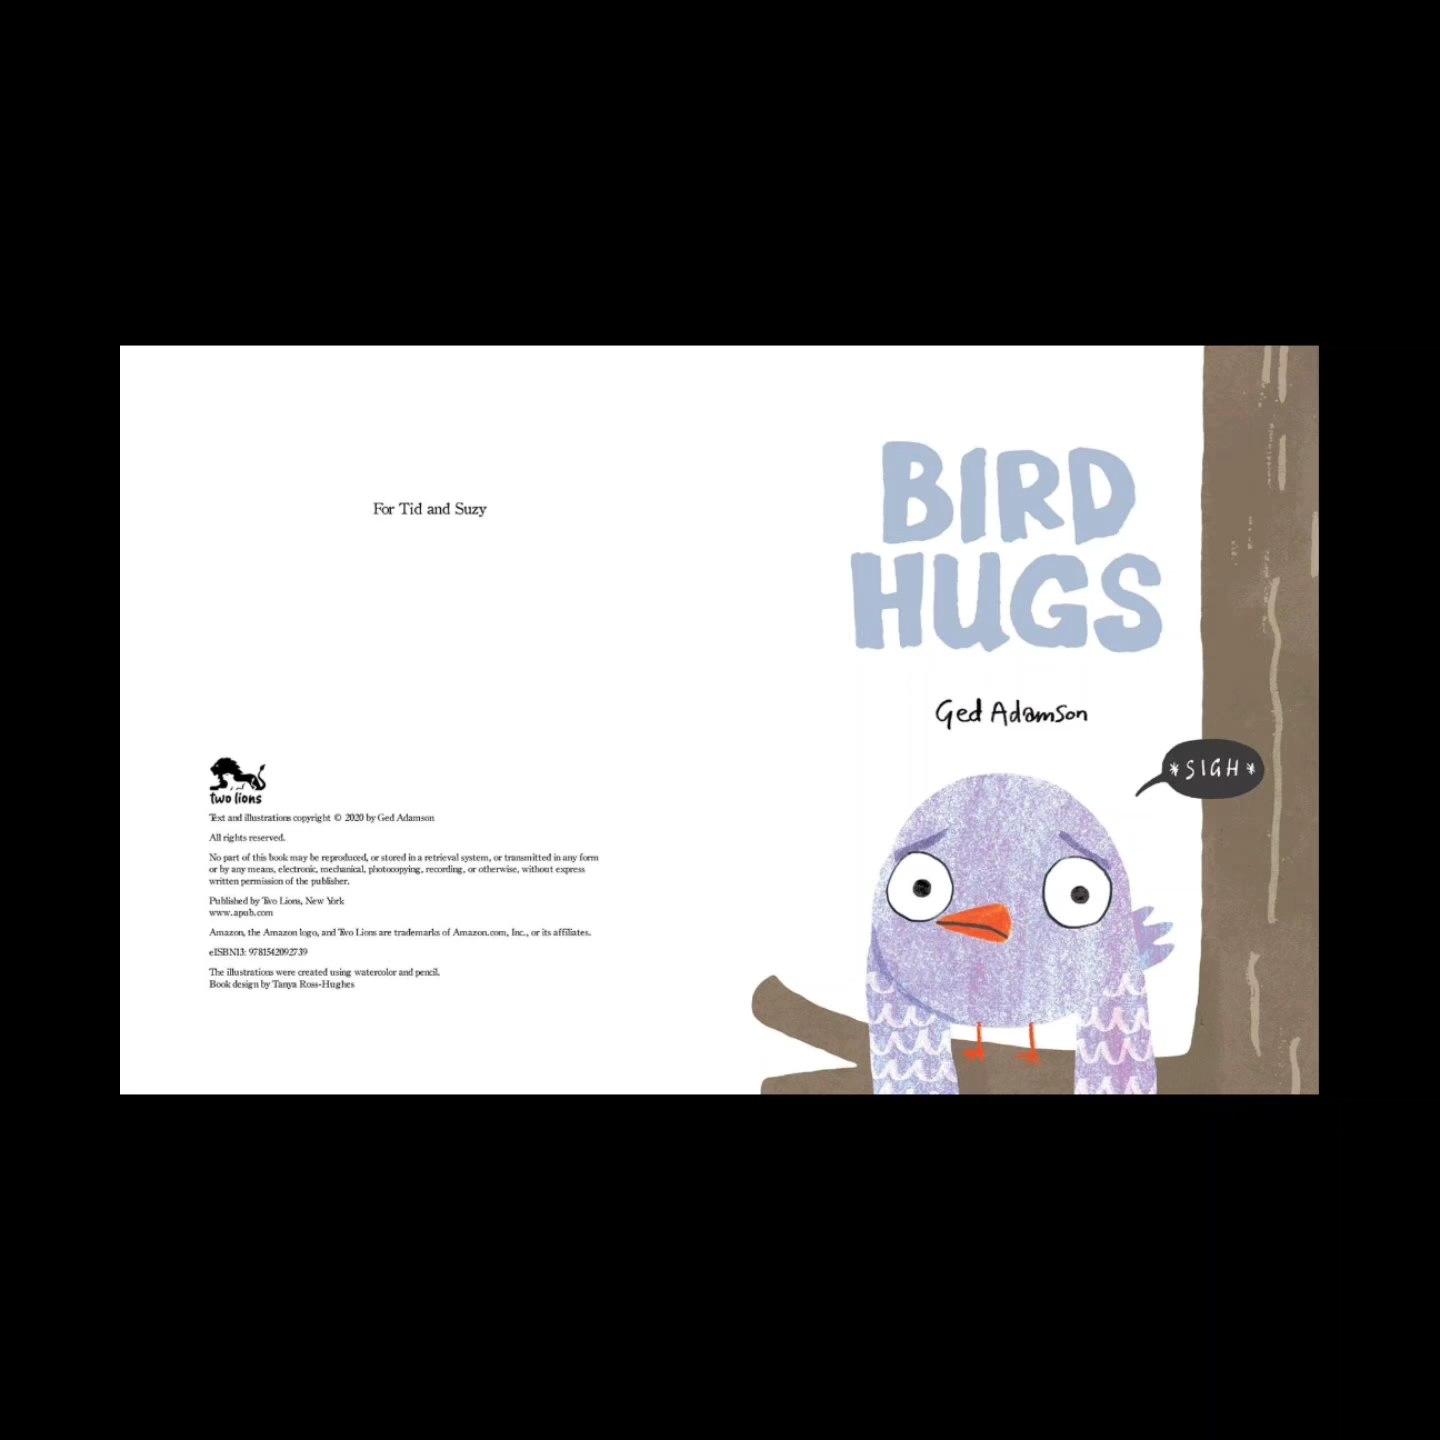 For Tid and Suzy
two lions
Text and illustrations copyright © 2020 by Ged Adamson
All rights reserved.
No part of this book may be reproduced, or stored in a retrieval system, or transmitted in any form
or by any means, electronic, mechanical, photocopying, recording, or otherwise, without express
written permission of the publisher.
Published by Two Lions, New York
www.apub.com
Amazon, the Amazon logo, and Two Lions are trademarks of Amazon.com, Inc., or its affiliates.
eISBN13: 9781542092739
The illustrations were created using watercolor and pencil.
Book design by Tanya Ross-Hughes
BIRD
HUGS
Ged Adamson
*SIGH*